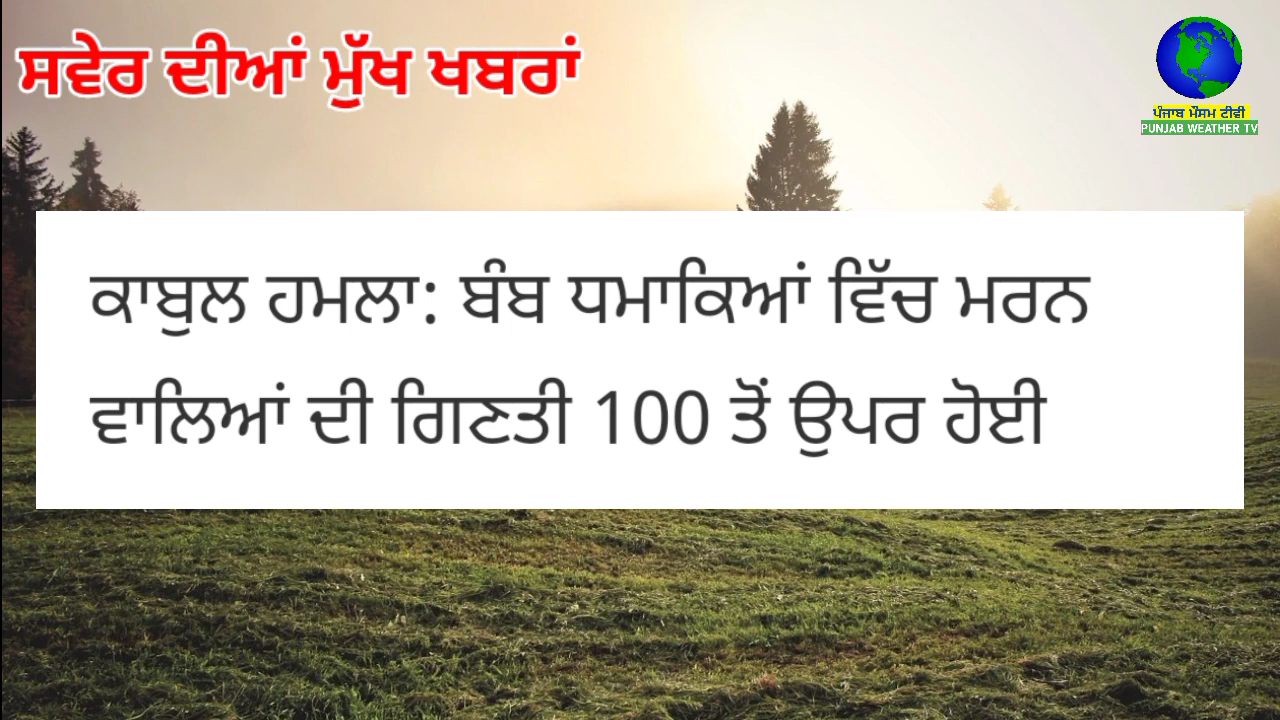 ਸਵੇਰ ਦੀਆਂ ਮੁੱਖ ਖਬਰਾਂ
ਪੰਜਾਬ ਮੌਸਮ ਟੀਵੀ
PUNJAB WEATHER TV
ਕਾਬੁਲ ਹਮਲਾ: ਬੰਬ ਧਮਾਕਿਆਂ ਵਿੱਚ ਮਰਨ
ਵਾਲਿਆਂ ਦੀ ਗਿਣਤੀ 100 ਤੋਂ ਉਪਰ ਹੋਈ